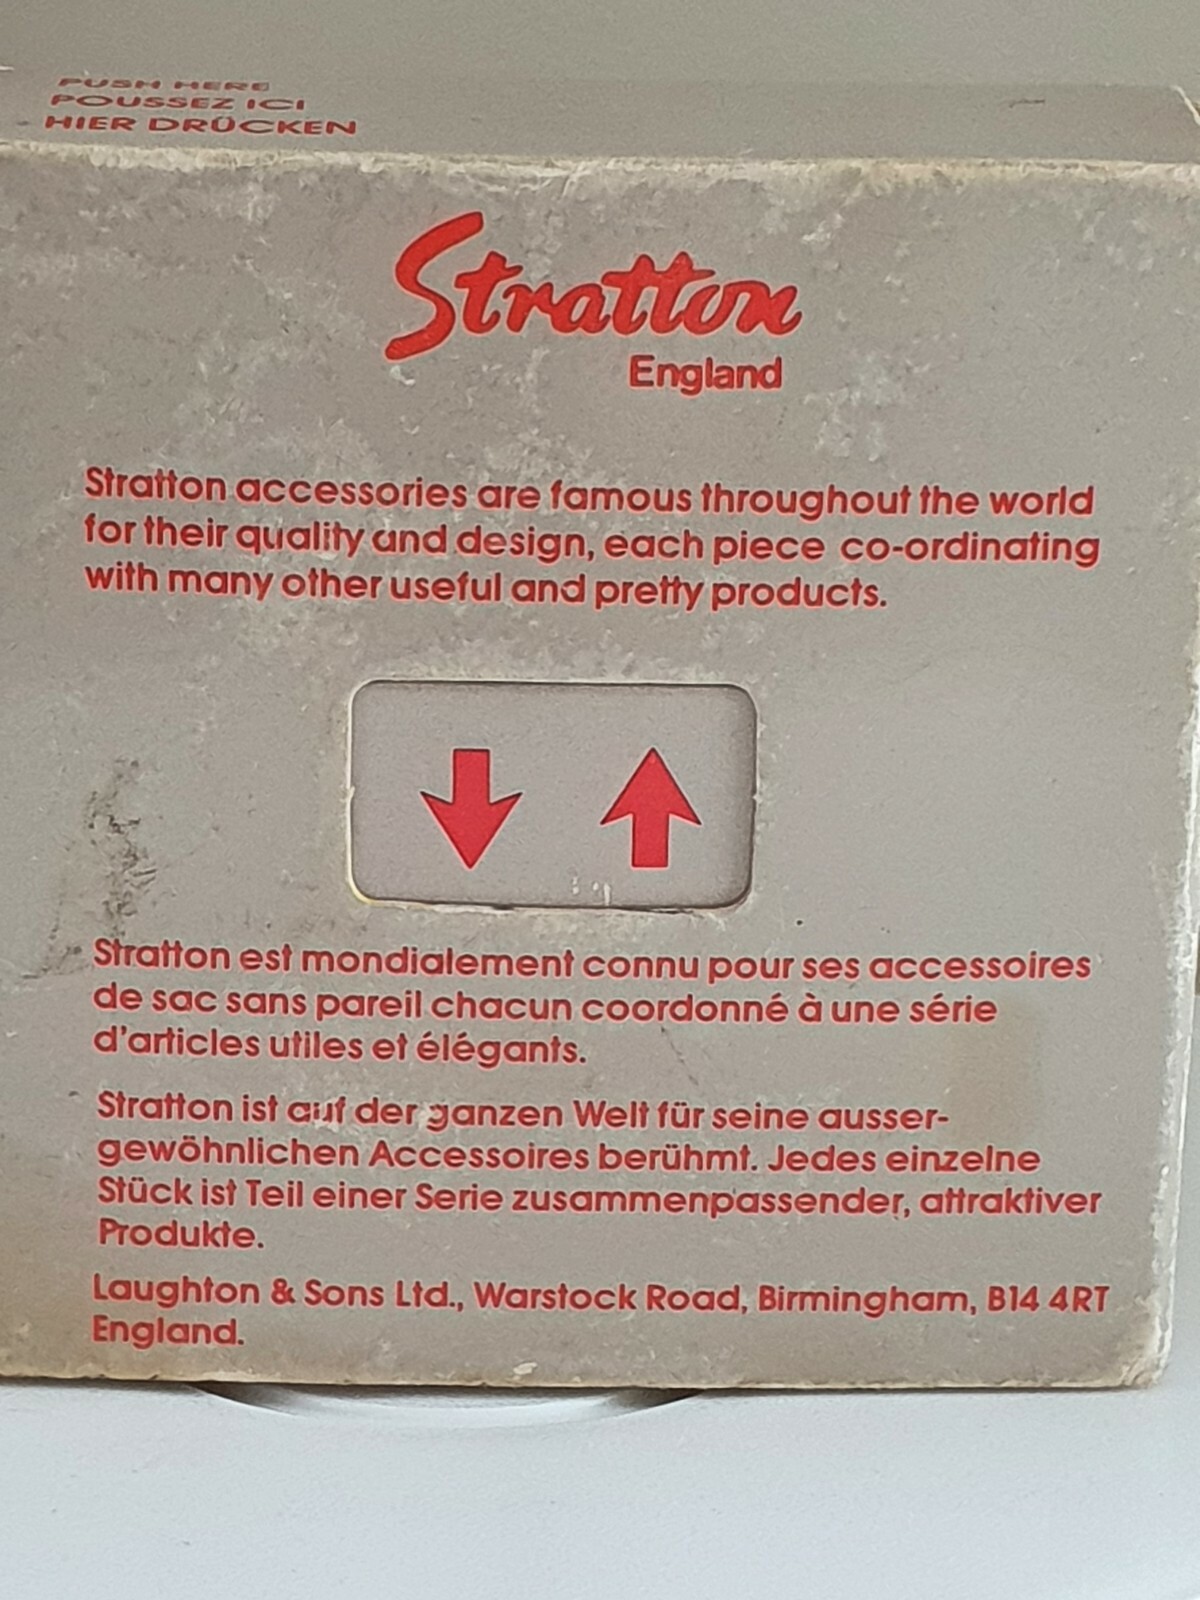 PUSH HERE
POUSSEZ ICI
HIER DRÜCKEN
Stratton
England
Stratton accessories are famous throughout the world
for their quality and design, each piece co-ordinating
with many other useful and pretty products.
Stratton est mondialement connu pour ses accessoires
de sac sans pareil chacun coordonné à une série
d'articles utiles et élégants.
Stratton ist auf der ganzen Welt für seine ausser-
gewöhnlichen Accessoires berühmt. Jedes einzelne
Stück ist Teil einer Serie zusammenpassender, attraktiver
Produkte.
Laughton & Sons Ltd., Warstock Road, Birmingham, B14 4RT
England.